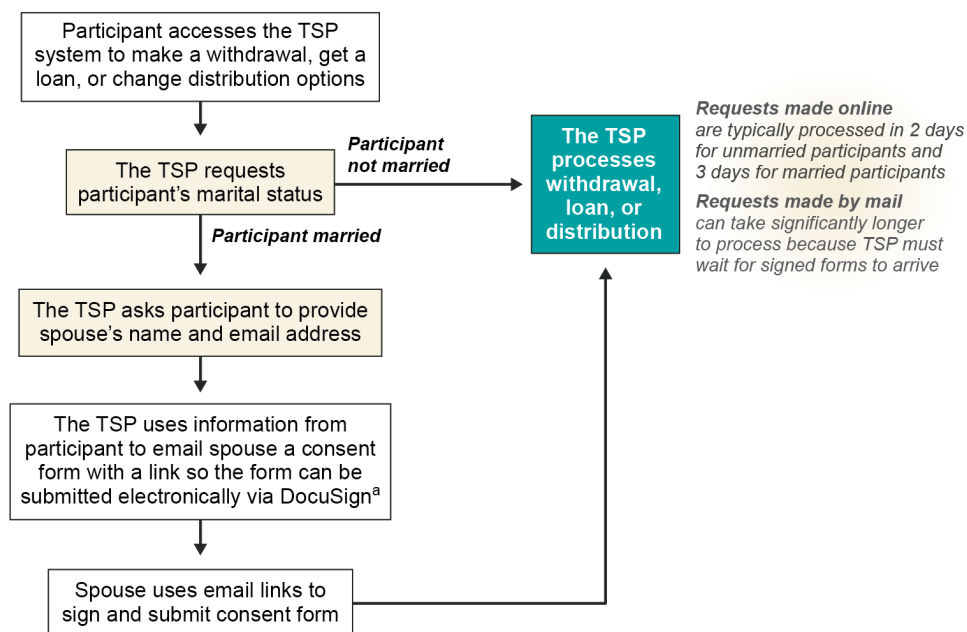 Participant accesses the TSP
system to make a withdrawal, get a
loan, or change distribution options
The TSP requests
participant's marital status
Participant
not married
Participant married
The TSP
processes
withdrawal,
loan, or
distribution
Requests made online
are typically processed in 2 days
for unmarried participants and
3 days for married participants
Requests made by mail
can take significantly longer
to process because TSP must
wait for signed forms to arrive
The TSP asks participant to provide
spouse's name and email address
The TSP uses information from
participant to email spouse a consent
form with a link so the form can be
submitted electronically via DocuSignᵃ
Spouse uses email links to
sign and submit consent form